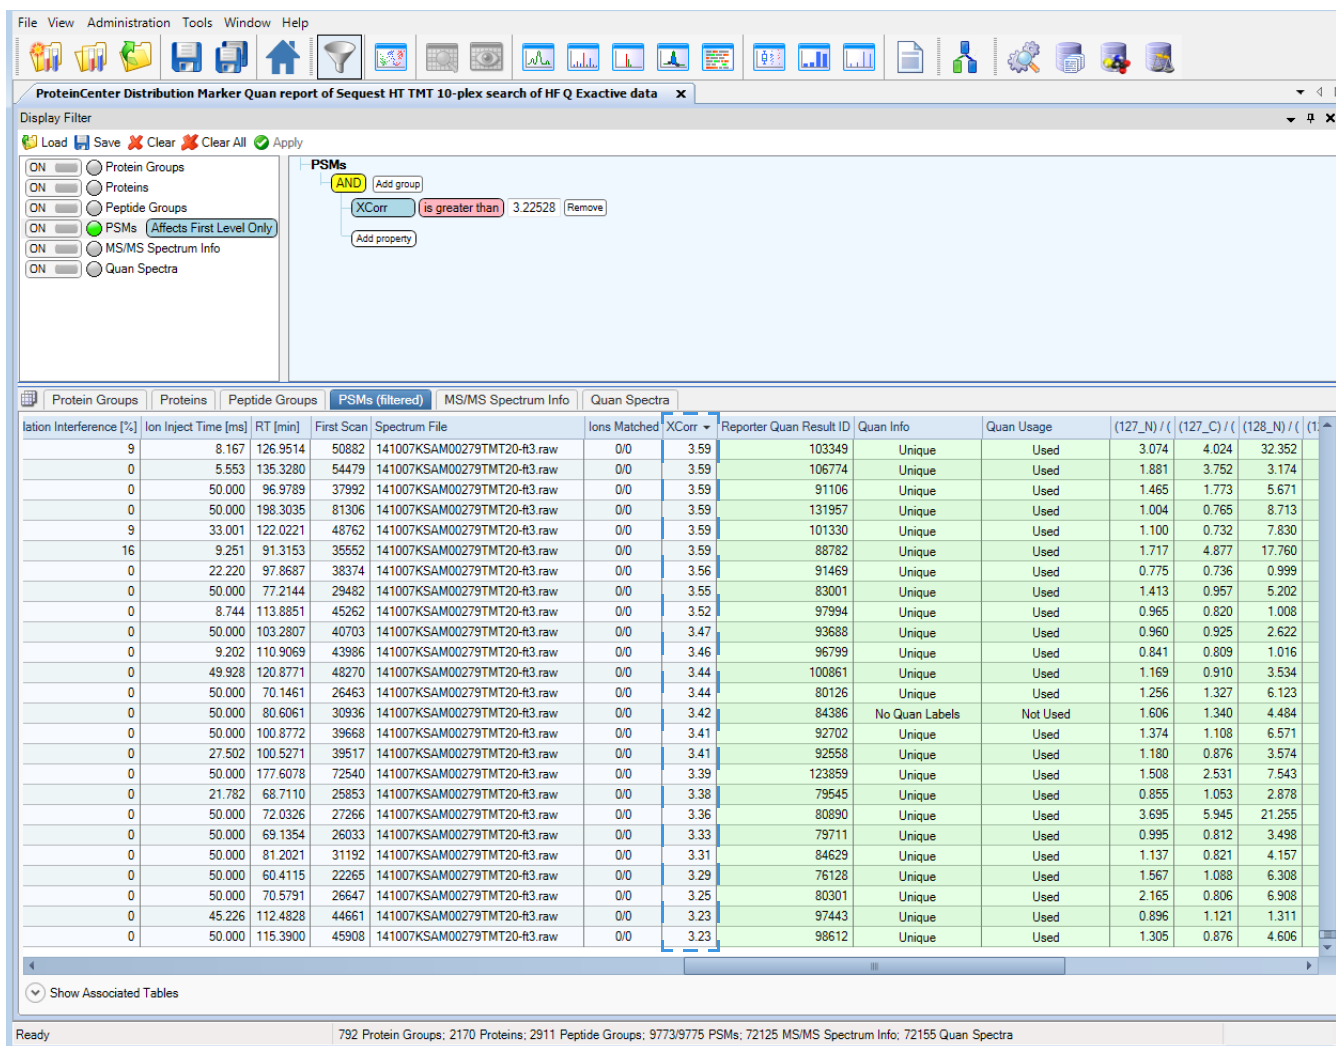 File View Administration Tools Window Help
ProteinCenter Distribution Marker Quan report of Sequest HT TMT 10-plex search of HF Q Exactive data x
Display Filter
Load Save Clear Clear All Apply
ON Protein Groups
ON Proteins
ON Peptide Groups
ON PSMs Affects First Level Only
ON MS/MS Spectrum Info
ON Quan Spectra
PSMs
AND Add group
XCorr is greater than 3.22528 Remove
Add property
Protein Groups Proteins Peptide Groups PSMs (filtered) MS/MS Spectrum Info Quan Spectra
lation Interference [%] Ion Inject Time [ms] RT [min] First Scan Spectrum File Ions Matched XCorr Reporter Quan Result ID Quan Info Quan Usage (127_N) / ( (127_C) / ( (128_N) / ( (1
9 8.167 126.9514 50882 141007KSAM00279TMT20-ft3.raw 0/0 3.59 103349 Unique Used 3.074 4.024 32.352
0 5.553 135.3280 54479 141007KSAM00279TMT20-ft3.raw 0/0 3.59 106774 Unique Used 1.881 3.752 3.174
0 50.000 96.9789 37992 141007KSAM00279TMT20-ft3.raw 0/0 3.59 91106 Unique Used 1.465 1.773 5.671
0 50.000 198.3035 81306 141007KSAM00279TMT20-ft3.raw 0/0 3.59 131957 Unique Used 1.004 0.765 8.713
9 33.001 122.0221 48762 141007KSAM00279TMT20-ft3.raw 0/0 3.59 101330 Unique Used 1.100 0.732 7.830
16 9.251 91.3153 35552 141007KSAM00279TMT20-ft3.raw 0/0 3.59 88782 Unique Used 1.717 4.877 17.760
0 22.220 97.8687 38374 141007KSAM00279TMT20-ft3.raw 0/0 3.56 91469 Unique Used 0.775 0.736 0.999
0 50.000 77.2144 29482 141007KSAM00279TMT20-ft3.raw 0/0 3.55 83001 Unique Used 1.413 0.957 5.202
0 8.744 113.8851 45262 141007KSAM00279TMT20-ft3.raw 0/0 3.52 97994 Unique Used 0.965 0.820 1.008
0 50.000 103.2807 40703 141007KSAM00279TMT20-ft3.raw 0/0 3.47 93688 Unique Used 0.960 0.925 2.622
0 9.202 110.9069 43986 141007KSAM00279TMT20-ft3.raw 0/0 3.46 96799 Unique Used 0.841 0.809 1.016
0 49.928 120.8771 48270 141007KSAM00279TMT20-ft3.raw 0/0 3.44 100861 Unique Used 1.169 0.910 3.534
0 50.000 70.1461 26463 141007KSAM00279TMT20-ft3.raw 0/0 3.44 80126 Unique Used 1.256 1.327 6.123
0 50.000 80.6061 30936 141007KSAM00279TMT20-ft3.raw 0/0 3.42 84386 No Quan Labels Not Used 1.606 1.340 4.484
0 50.000 100.8772 39668 141007KSAM00279TMT20-ft3.raw 0/0 3.41 92702 Unique Used 1.374 1.108 6.571
0 27.502 100.5271 39517 141007KSAM00279TMT20-ft3.raw 0/0 3.41 92558 Unique Used 1.180 0.876 3.574
0 50.000 177.6078 72540 141007KSAM00279TMT20-ft3.raw 0/0 3.39 123859 Unique Used 1.508 2.531 7.543
0 21.782 68.7110 25853 141007KSAM00279TMT20-ft3.raw 0/0 3.38 79545 Unique Used 0.855 1.053 2.878
0 50.000 72.0326 27266 141007KSAM00279TMT20-ft3.raw 0/0 3.36 80890 Unique Used 3.695 5.945 21.255
0 50.000 69.1354 26033 141007KSAM00279TMT20-ft3.raw 0/0 3.33 79711 Unique Used 0.995 0.812 3.498
0 50.000 81.2021 31192 141007KSAM00279TMT20-ft3.raw 0/0 3.31 84629 Unique Used 1.137 0.821 4.157
0 50.000 60.4115 22265 141007KSAM00279TMT20-ft3.raw 0/0 3.29 76128 Unique Used 1.567 1.088 6.308
0 50.000 70.5791 26647 141007KSAM00279TMT20-ft3.raw 0/0 3.25 80301 Unique Used 2.165 0.806 6.908
0 45.226 112.4828 44661 141007KSAM00279TMT20-ft3.raw 0/0 3.23 97443 Unique Used 0.896 1.121 1.311
0 50.000 115.3900 45908 141007KSAM00279TMT20-ft3.raw 0/0 3.23 98612 Unique Used 1.305 0.876 4.606
Show Associated Tables
Ready 792 Protein Groups; 2170 Proteins; 2911 Peptide Groups; 9773/9775 PSMs; 72125 MS/MS Spectrum Info; 72155 Quan Spectra